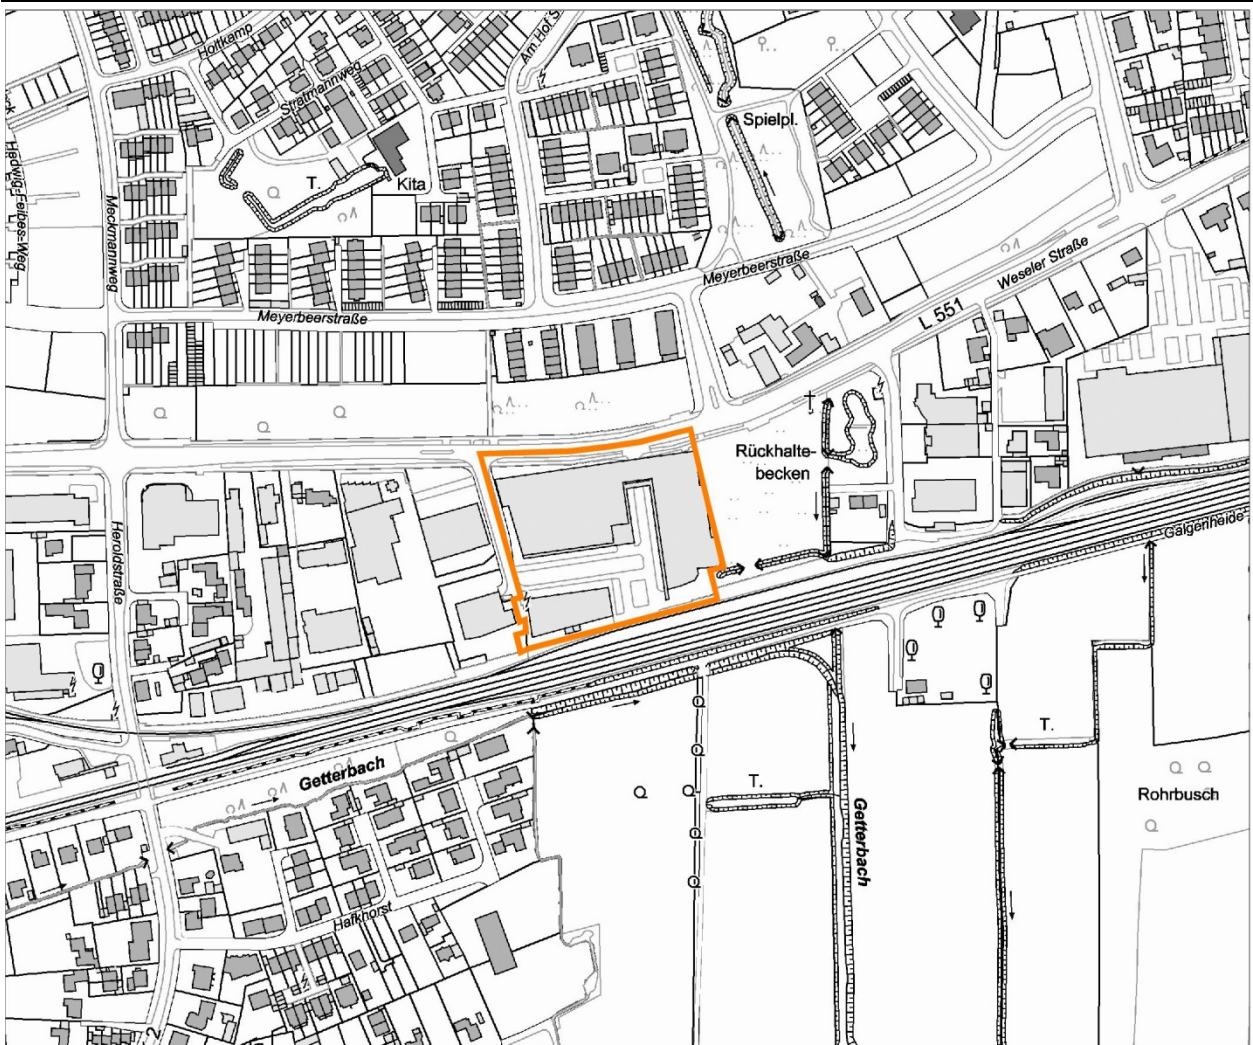 Holtkamp
Am Hof S
Stratmannweg
Spielpl.
T.
Kita
Hedwig-Feibes-Weg
Meckmannweg
Meyerbeerstraße
Weseler Straße
L 551
Meyerbeerstraße
Rückhalte-
becken
Heroldstraße
Galgenheide
T.
Getterbach
T.
Rohrbusch
Getterbach
Hafkhorst
2